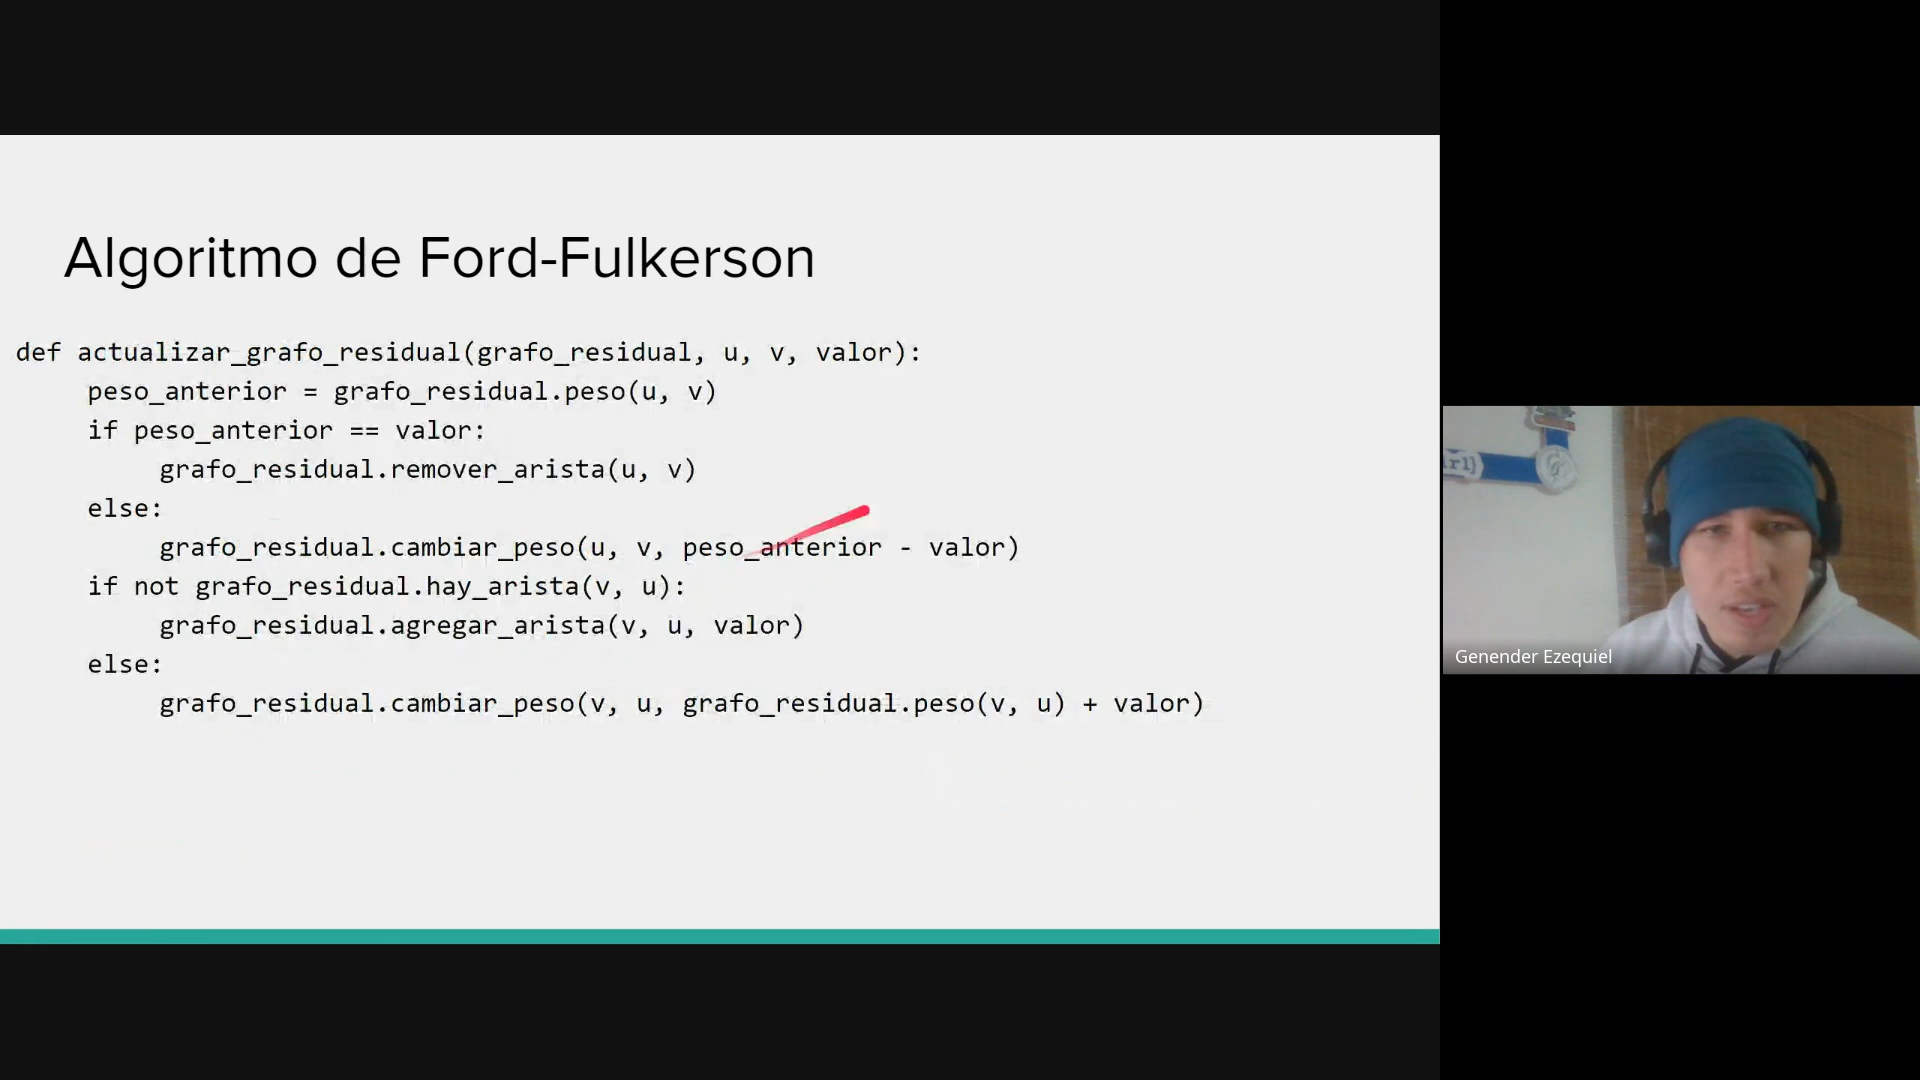 Algoritmo de Ford-Fulkerson
def actualizar_grafo_residual(grafo_residual, u, v, valor):
peso_anterior = grafo_residual.peso(u, v)
if peso_anterior == valor:
grafo_residual.remover_arista(u, v)
else:
grafo_residual.cambiar_peso(u, v, peso_anterior - valor)
if not grafo_residual.hay_arista(v, u):
grafo_residual.agregar_arista(v, u, valor)
else:
grafo_residual.cambiar_peso(v, u, grafo_residual.peso(v, u) + valor)
Genender Ezequiel